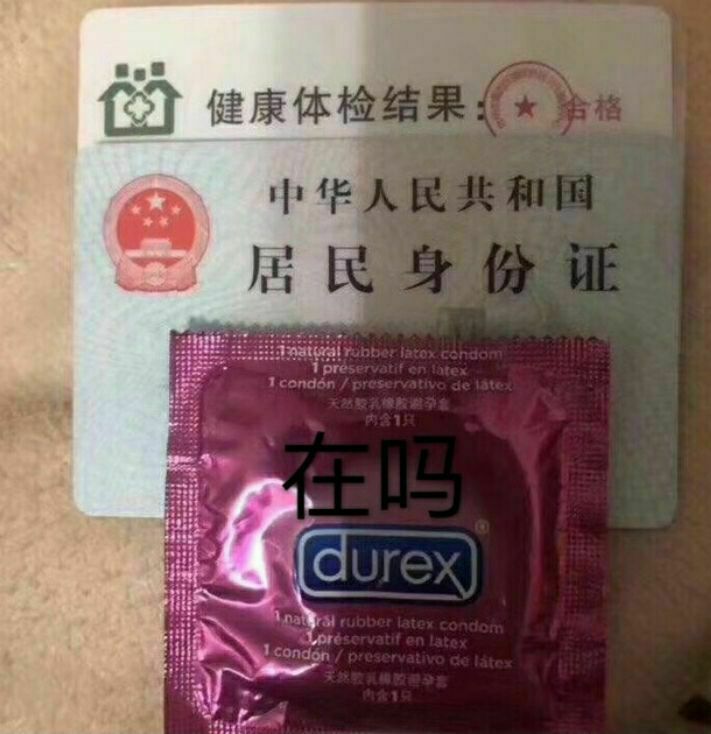 健康体检结果：合格
中华人民共和国
居民身份证
1 natural rubber latex condom
1 preservatif en latex
1 condón / preservativo de látex
天然胶乳橡胶避孕套
内含1只
在吗
durex®
1 natural rubber latex condom
1 préservatif en latex
1 condón / preservativo de látex
天然胶乳橡胶避孕套
内含1只